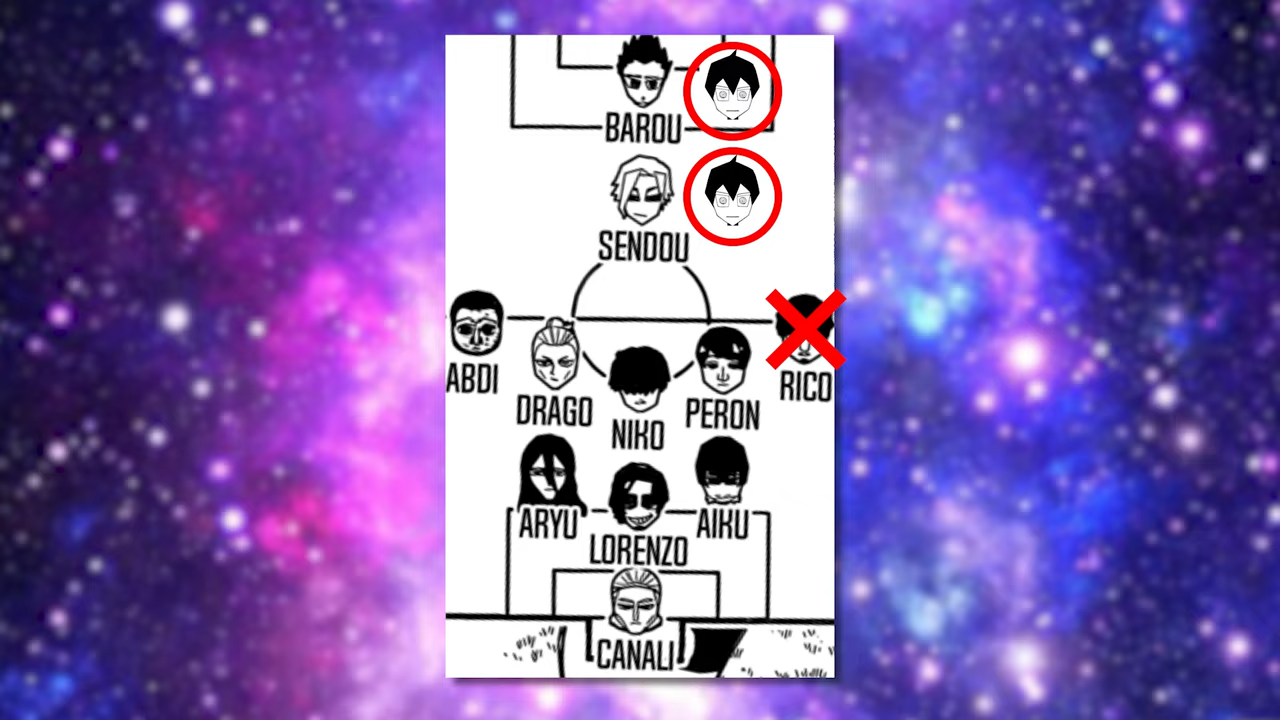 BAROU
SENDOU
ABDI
RICO
DRAGO
NIKO
PERON
ARYU
LORENZO
AIKU
CANALI